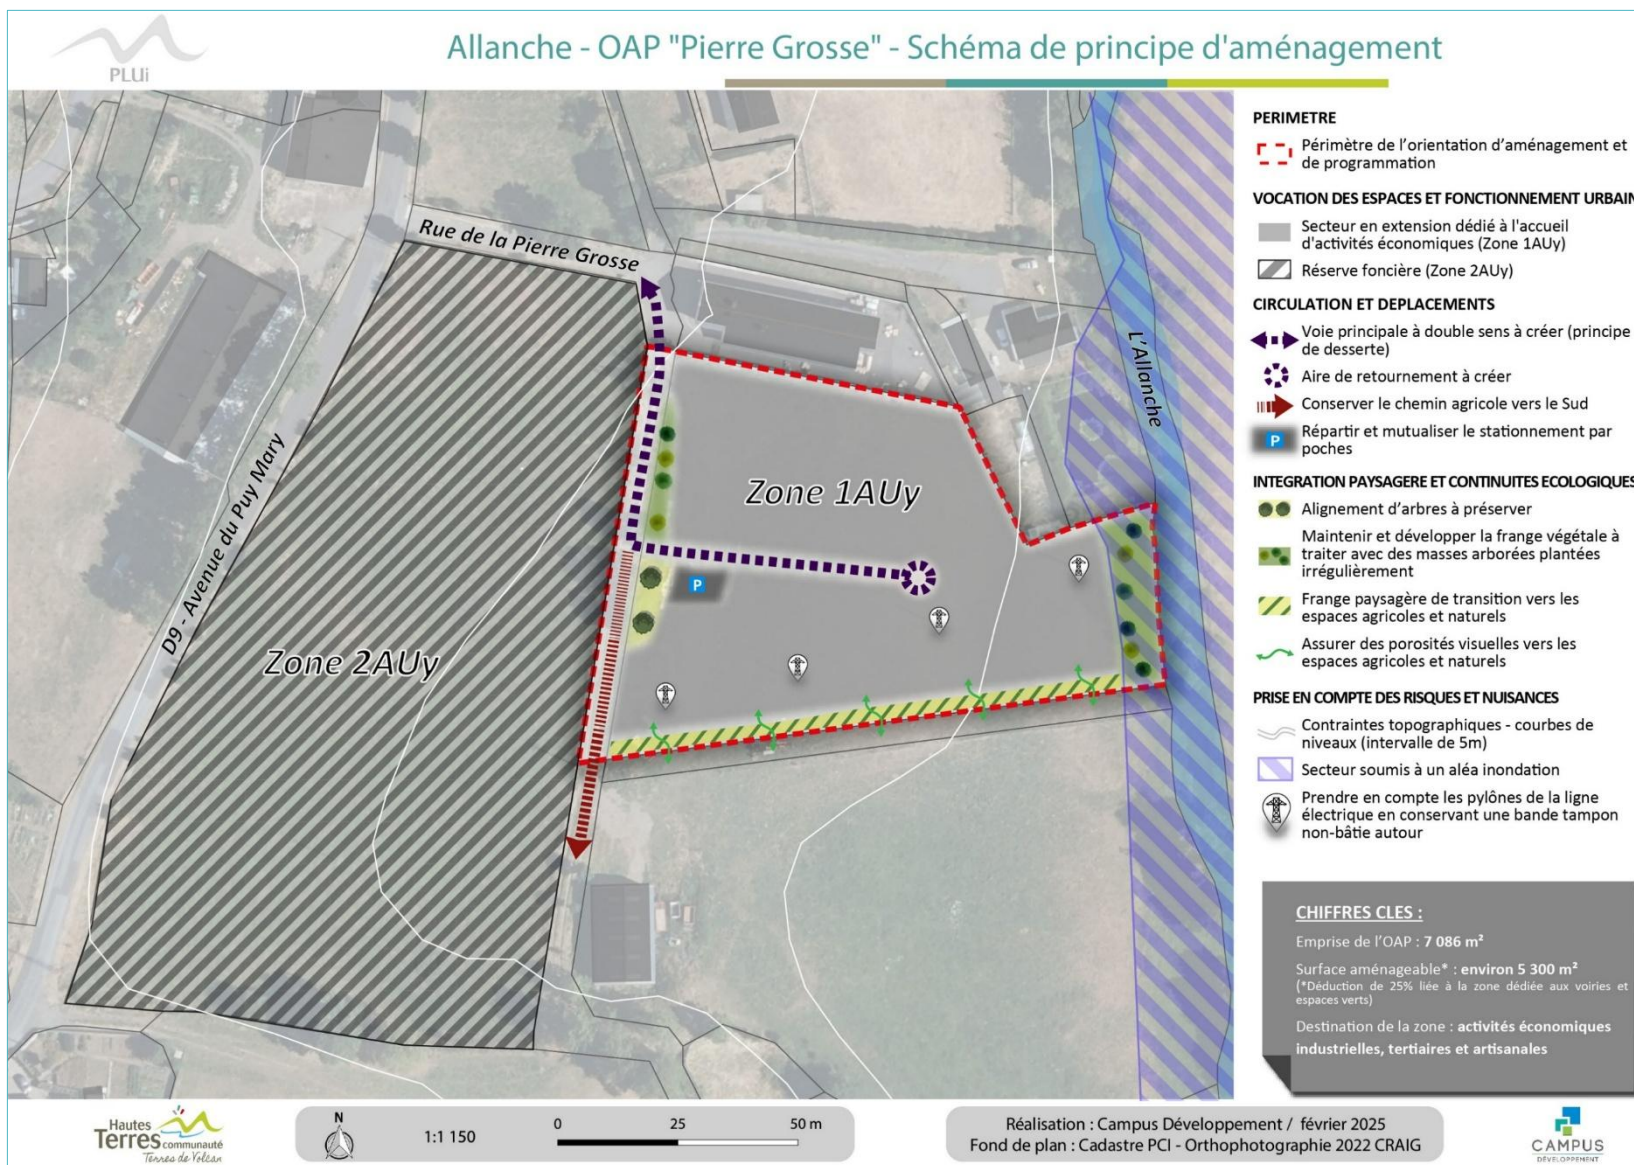 PLUi
Allanche - OAP "Pierre Grosse" - Schéma de principe d'aménagement
Rue de la Pierre Grosse
L'Allanche
D9 - Avenue du Puy Mary
Zone 1AUy
Zone 2AUy
P
PERIMETRE
Périmètre de l'orientation d'aménagement et
de programmation
VOCATION DES ESPACES ET FONCTIONNEMENT URBAIN
Secteur en extension dédié à l'accueil
d'activités économiques (Zone 1AUy)
Réserve foncière (Zone 2AUy)
CIRCULATION ET DEPLACEMENTS
Voie principale à double sens à créer (principe
de desserte)
Aire de retournement à créer
Conserver le chemin agricole vers le Sud
P
Répartir et mutualiser le stationnement par
poches
INTEGRATION PAYSAGERE ET CONTINUITES ECOLOGIQUES
Alignement d'arbres à préserver
Maintenir et développer la frange végétale à
traiter avec des masses arborées plantées
irrégulièrement
Frange paysagère de transition vers les
espaces agricoles et naturels
Assurer des porosités visuelles vers les
espaces agricoles et naturels
PRISE EN COMPTE DES RISQUES ET NUISANCES
Contraintes topographiques - courbes de
niveaux (intervalle de 5m)
Secteur soumis à un aléa inondation
Prendre en compte les pylônes de la ligne
électrique en conservant une bande tampon
non-bâtie autour
CHIFFRES CLES :
Emprise de l'OAP : 7 086 m²
Surface aménageable* : environ 5 300 m²
(*Déduction de 25% liée à la zone dédiée aux voiries et
espaces verts)
Destination de la zone : activités économiques
industrielles, tertiaires et artisanales
Hautes
Terres communauté
Terres de Volcan
N
1:1 150
0 25 50 m
Réalisation : Campus Développement / février 2025
Fond de plan : Cadastre PCI - Orthophotographie 2022 CRAIG
CAMPUS
DÉVELOPPEMENT